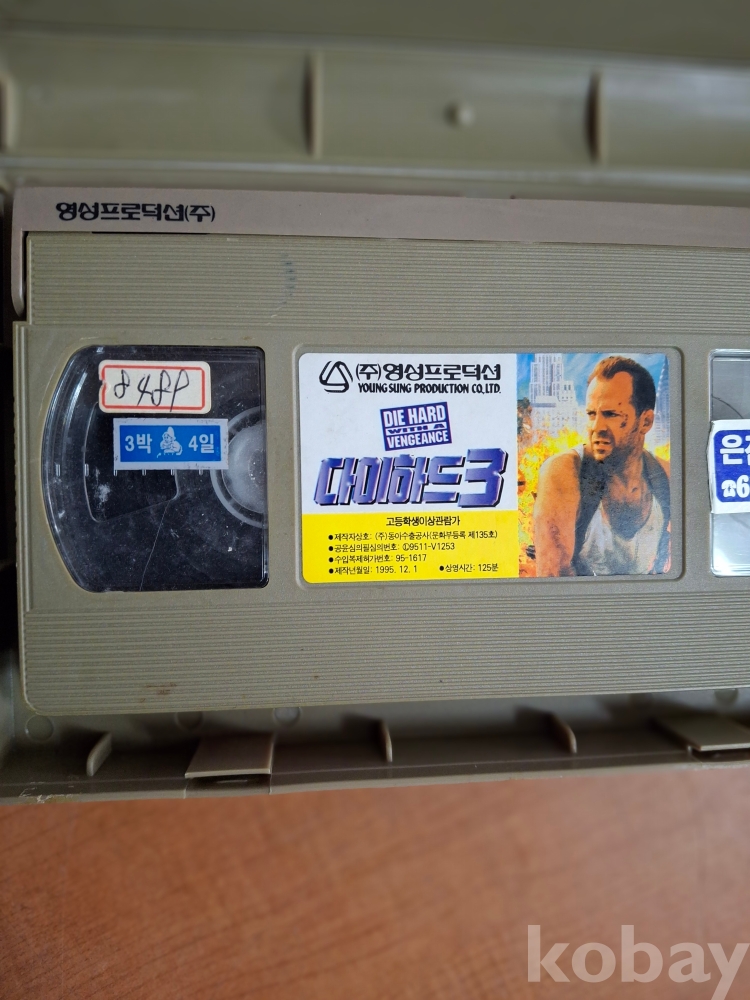 영성프로덕션(주)
8489
3박 4일
(주)영성프로덕션
YOUNG SUNG PRODUCTION CO,LTD.
DIE HARD
WITH A
VENGEANCE
다이하드3
고등학생이상관람가
● 제작자상호: (주)동아수출공사(문화부등록 제135호)
● 공윤심의필심의번호: ①9511-V1253
● 수입복제허가번호: 95-1617
● 제작년월일: 1995. 12. 1 ● 상영시간: 125분
은
☎6
kobay